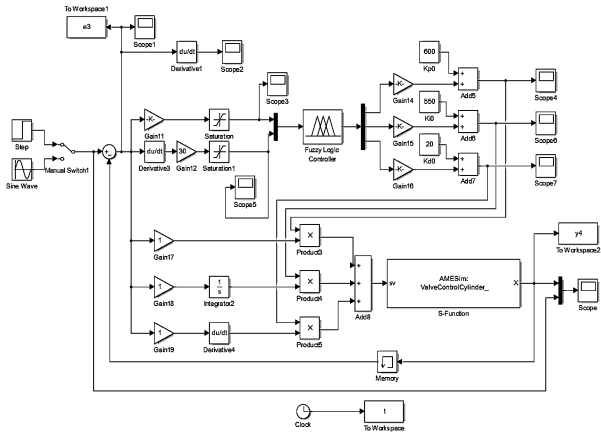 To Workspace1
e3
Scope1
du/dt
Derivative1
Scope2
600
Kp0
-K-
Gain14
Add5
Scope4
Scope3
Step
Sine Wave
Manual Switch1
-K-
Gain11
Saturation
Fuzzy Logic
Controller
550
Ki0
-K-
Gain15
Add6
Scope6
du/dt
Derivative3
30
Gain12
Saturation1
Scope5
20
Kd0
-K-
Gain16
Add7
Scope7
1
Gain17
Product3
1
Gain18
1
s
Integrator2
Product4
1
Gain19
du/dt
Derivative4
Product5
Add8
sv
AMESim:
ValveControlCylinder_
X
S-Function
y4
To Workspace2
Scope
Memory
Clock
t
To Workspace